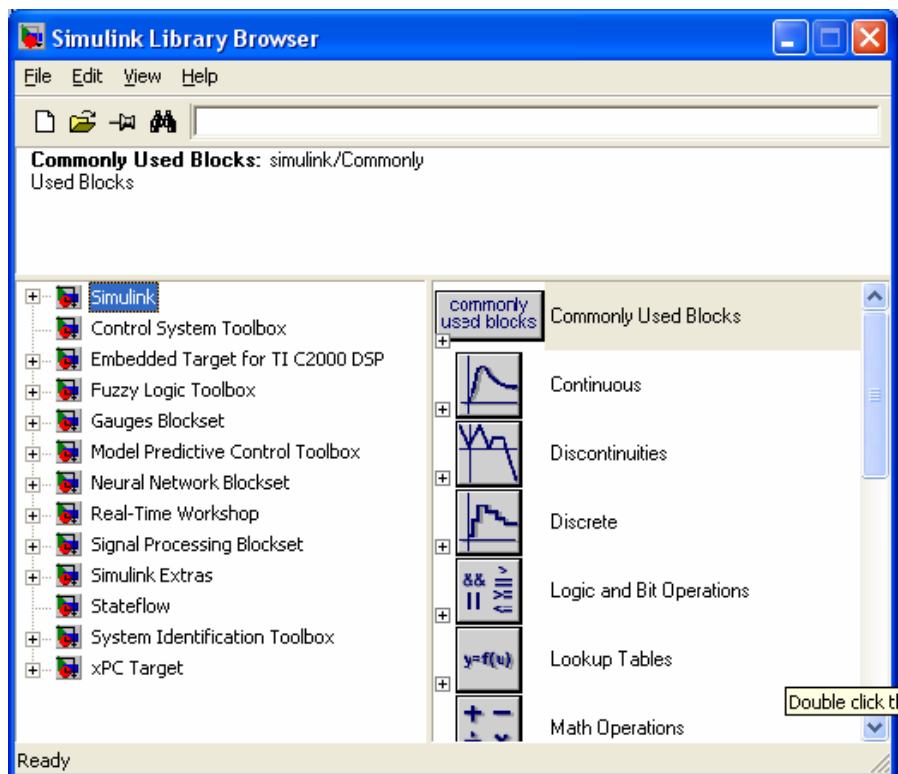 Simulink Library Browser
File Edit View Help
Commonly Used Blocks: simulink/Commonly
Used Blocks
Simulink
Control System Toolbox
Embedded Target for TI C2000 DSP
Fuzzy Logic Toolbox
Gauges Blockset
Model Predictive Control Toolbox
Neural Network Blockset
Real-Time Workshop
Signal Processing Blockset
Simulink Extras
Stateflow
System Identification Toolbox
xPC Target
commonly
used blocks
Commonly Used Blocks
Continuous
Discontinuities
Discrete
&& >=
|| >=
<=
Logic and Bit Operations
y=f(u)
Lookup Tables
+ −
÷ ×
Math Operations
Double click t
Ready